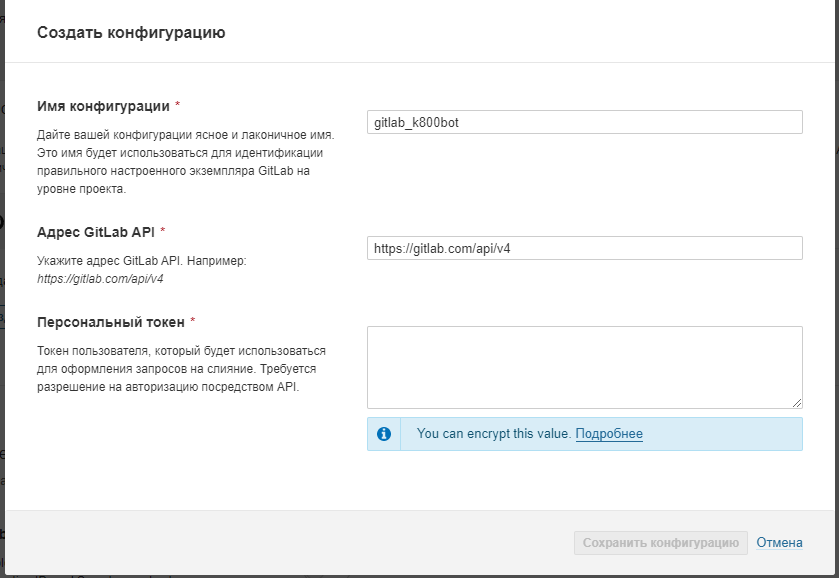 Создать конфигурацию
Имя конфигурации *
gitlab_k800bot
Дайте вашей конфигурации ясное и лаконичное имя.
Это имя будет использоваться для идентификации
правильного настроенного экземпляра GitLab на
уровне проекта.
Адрес GitLab API *
https://gitlab.com/api/v4
Укажите адрес GitLab API. Например:
https://gitlab.com/api/v4
Персональный токен *
Токен пользователя, который будет использоваться
для оформления запросов на слияние. Требуется
разрешение на авторизацию посредством API.
You can encrypt this value. Подробнее
Сохранить конфигурацию Отмена